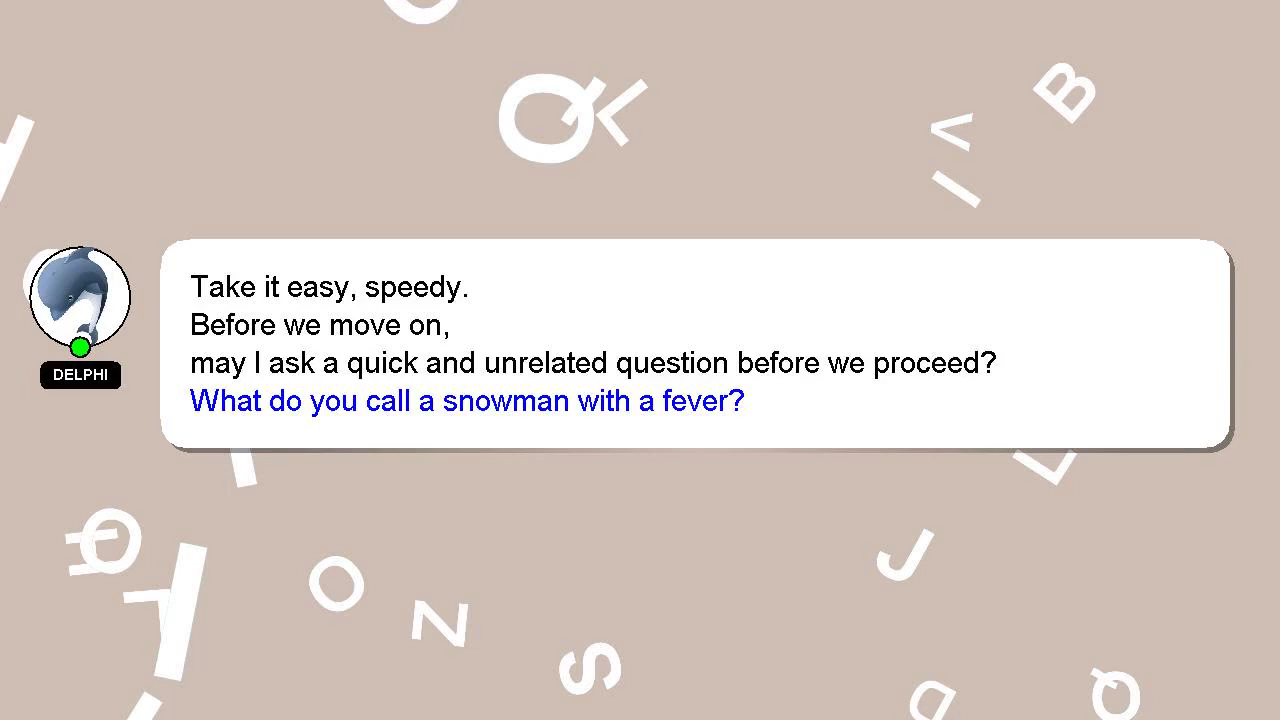 Take it easy, speedy.
Before we move on,
may I ask a quick and unrelated question before we proceed?
What do you call a snowman with a fever?
DELPHI
Q
L
V
B
I
L
O
Z
S
J
D
Q